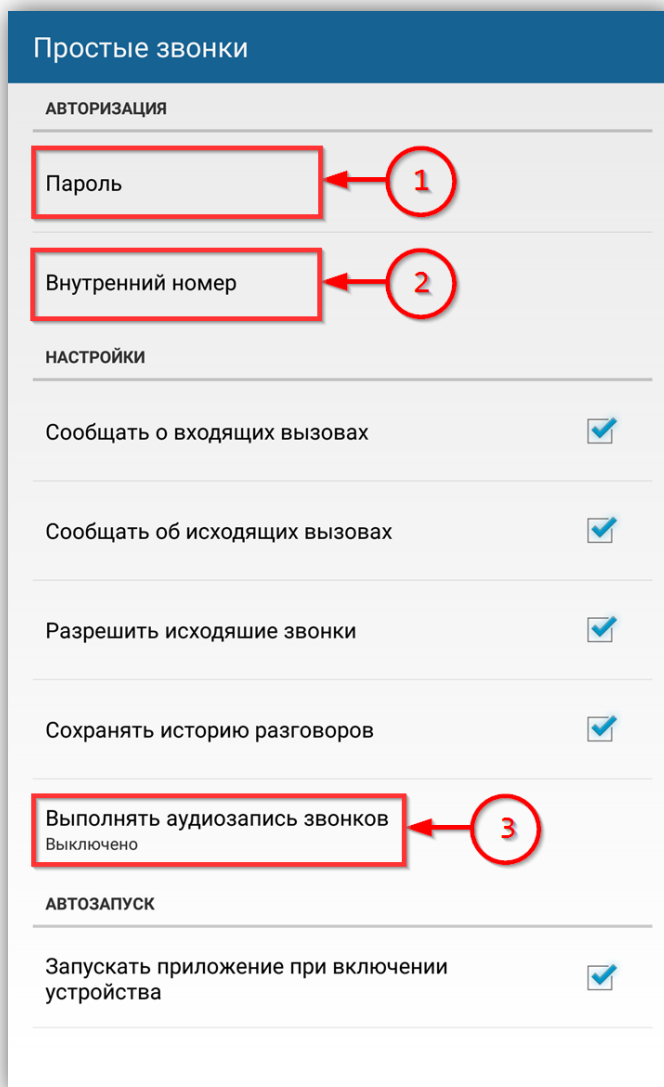 Простые звонки
АВТОРИЗАЦИЯ
Пароль
1
Внутренний номер
2
НАСТРОЙКИ
Сообщать о входящих вызовах
Сообщать об исходящих вызовах
Разрешить исходяшие звонки
Сохранять историю разговоров
Выполнять аудиозапись звонков
Выключено
3
АВТОЗАПУСК
Запускать приложение при включении
устройства